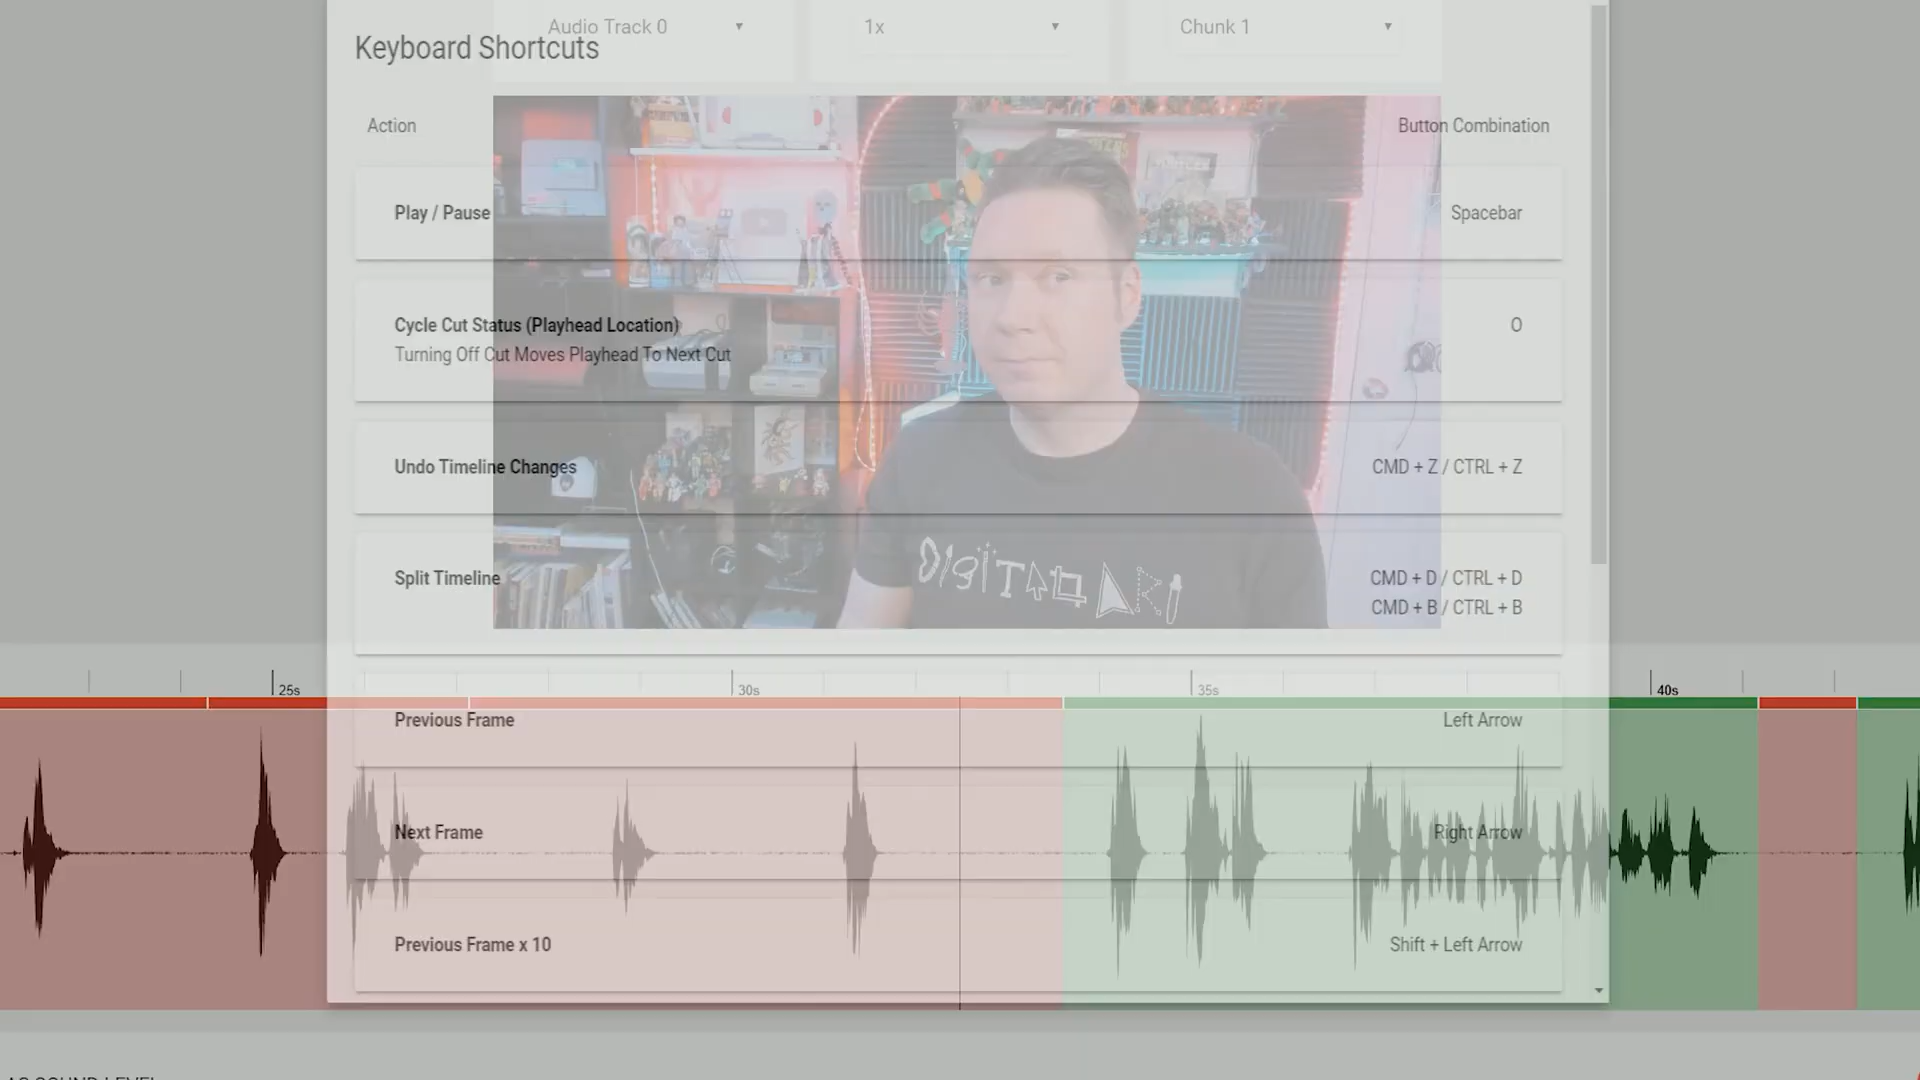 Audio Track 0
1x
Chunk 1
Keyboard Shortcuts
Action
Button Combination
Play / Pause
Spacebar
Cycle Cut Status (Playhead Location)
O
Turning Off Cut Moves Playhead To Next Cut
Undo Timeline Changes
CMD + Z / CTRL + Z
Split Timeline
CMD + D / CTRL + D
CMD + B / CTRL + B
DIGITAL ART
25s
30s
35s
40s
Previous Frame
Left Arrow
Next Frame
Right Arrow
Previous Frame x 10
Shift + Left Arrow